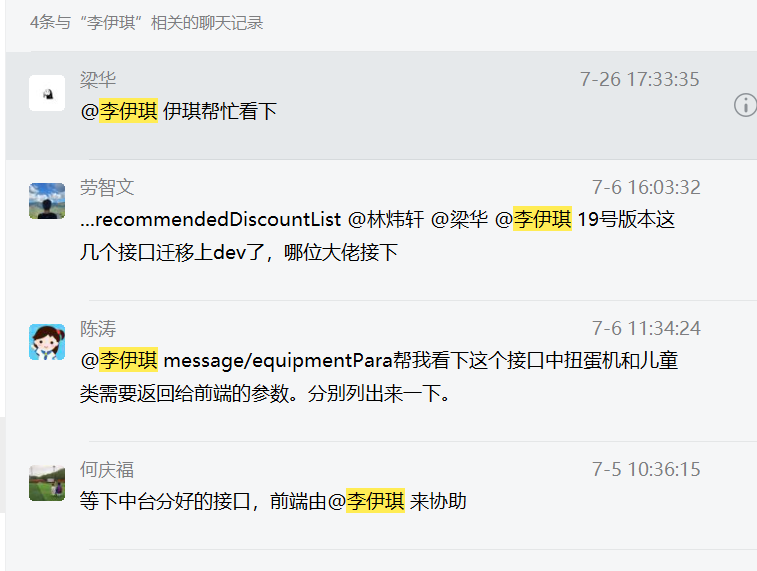 4条与“李伊琪”相关的聊天记录
梁华 7-26 17:33:35
@李伊琪 伊琪帮忙看下
劳智文 7-6 16:03:32
...recommendedDiscountList @林炜轩 @梁华 @李伊琪 19号版本这
几个接口迁移上dev了，哪位大佬接下
陈涛 7-6 11:34:24
@李伊琪 message/equipmentPara帮我看下这个接口中扭蛋机和儿童
类需要返回给前端的参数。分别列出来一下。
何庆福 7-5 10:36:15
等下中台分好的接口，前端由@李伊琪 来协助